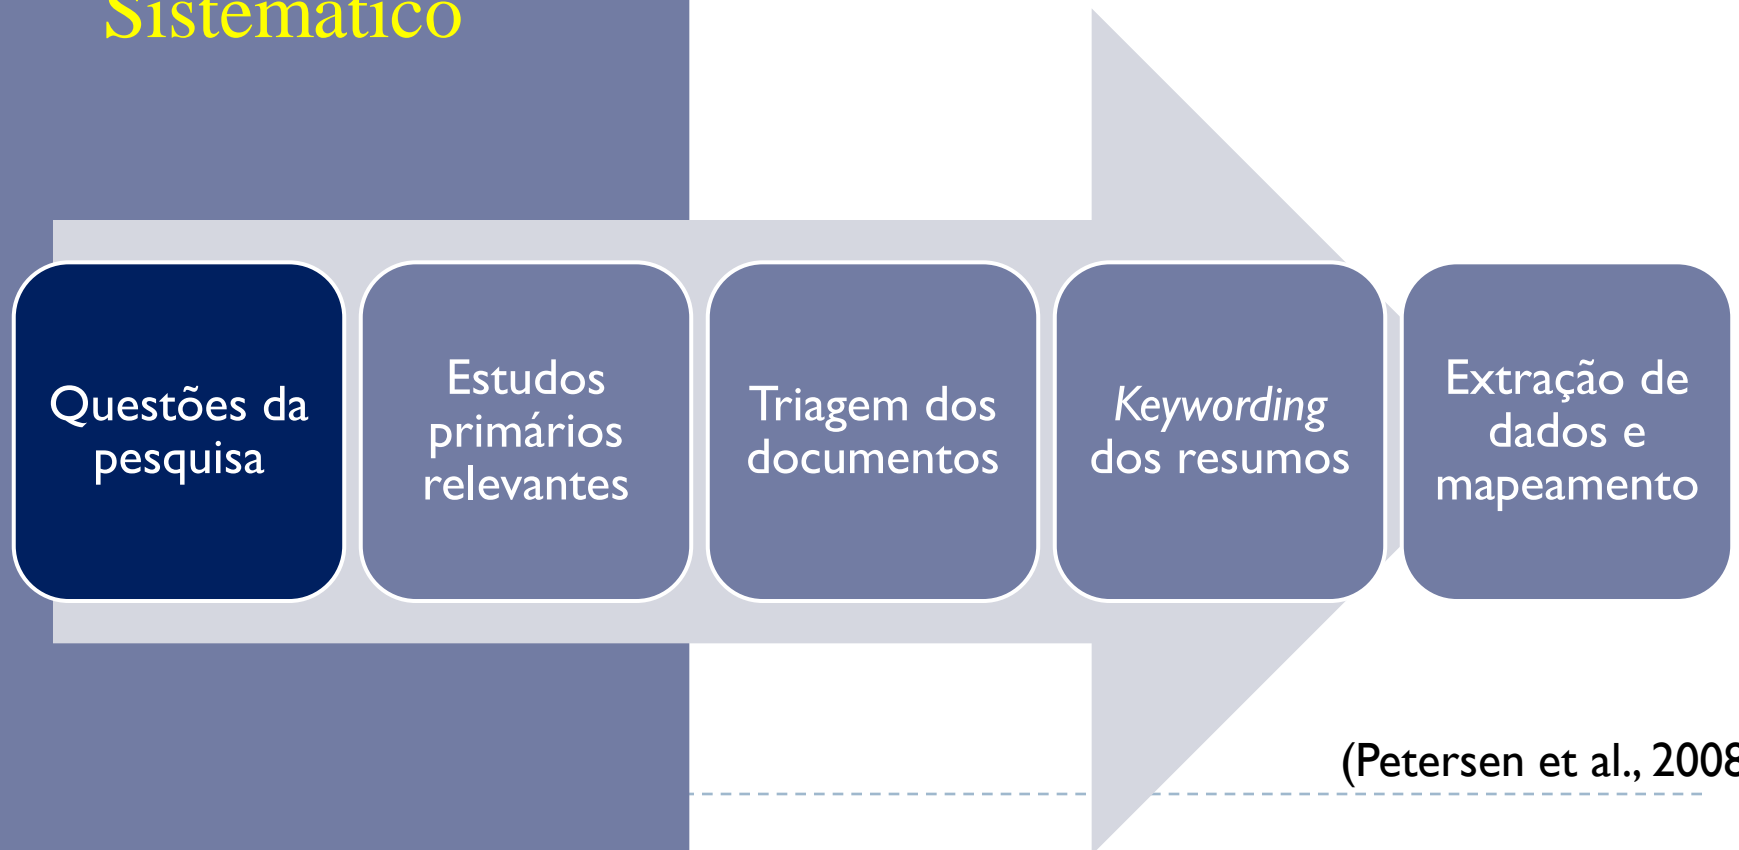 Sistemático
Questões da
pesquisa
Estudos
primários
relevantes
Triagem dos
documentos
Keywording
dos resumos
Extração de
dados e
mapeamento
(Petersen et al., 2008